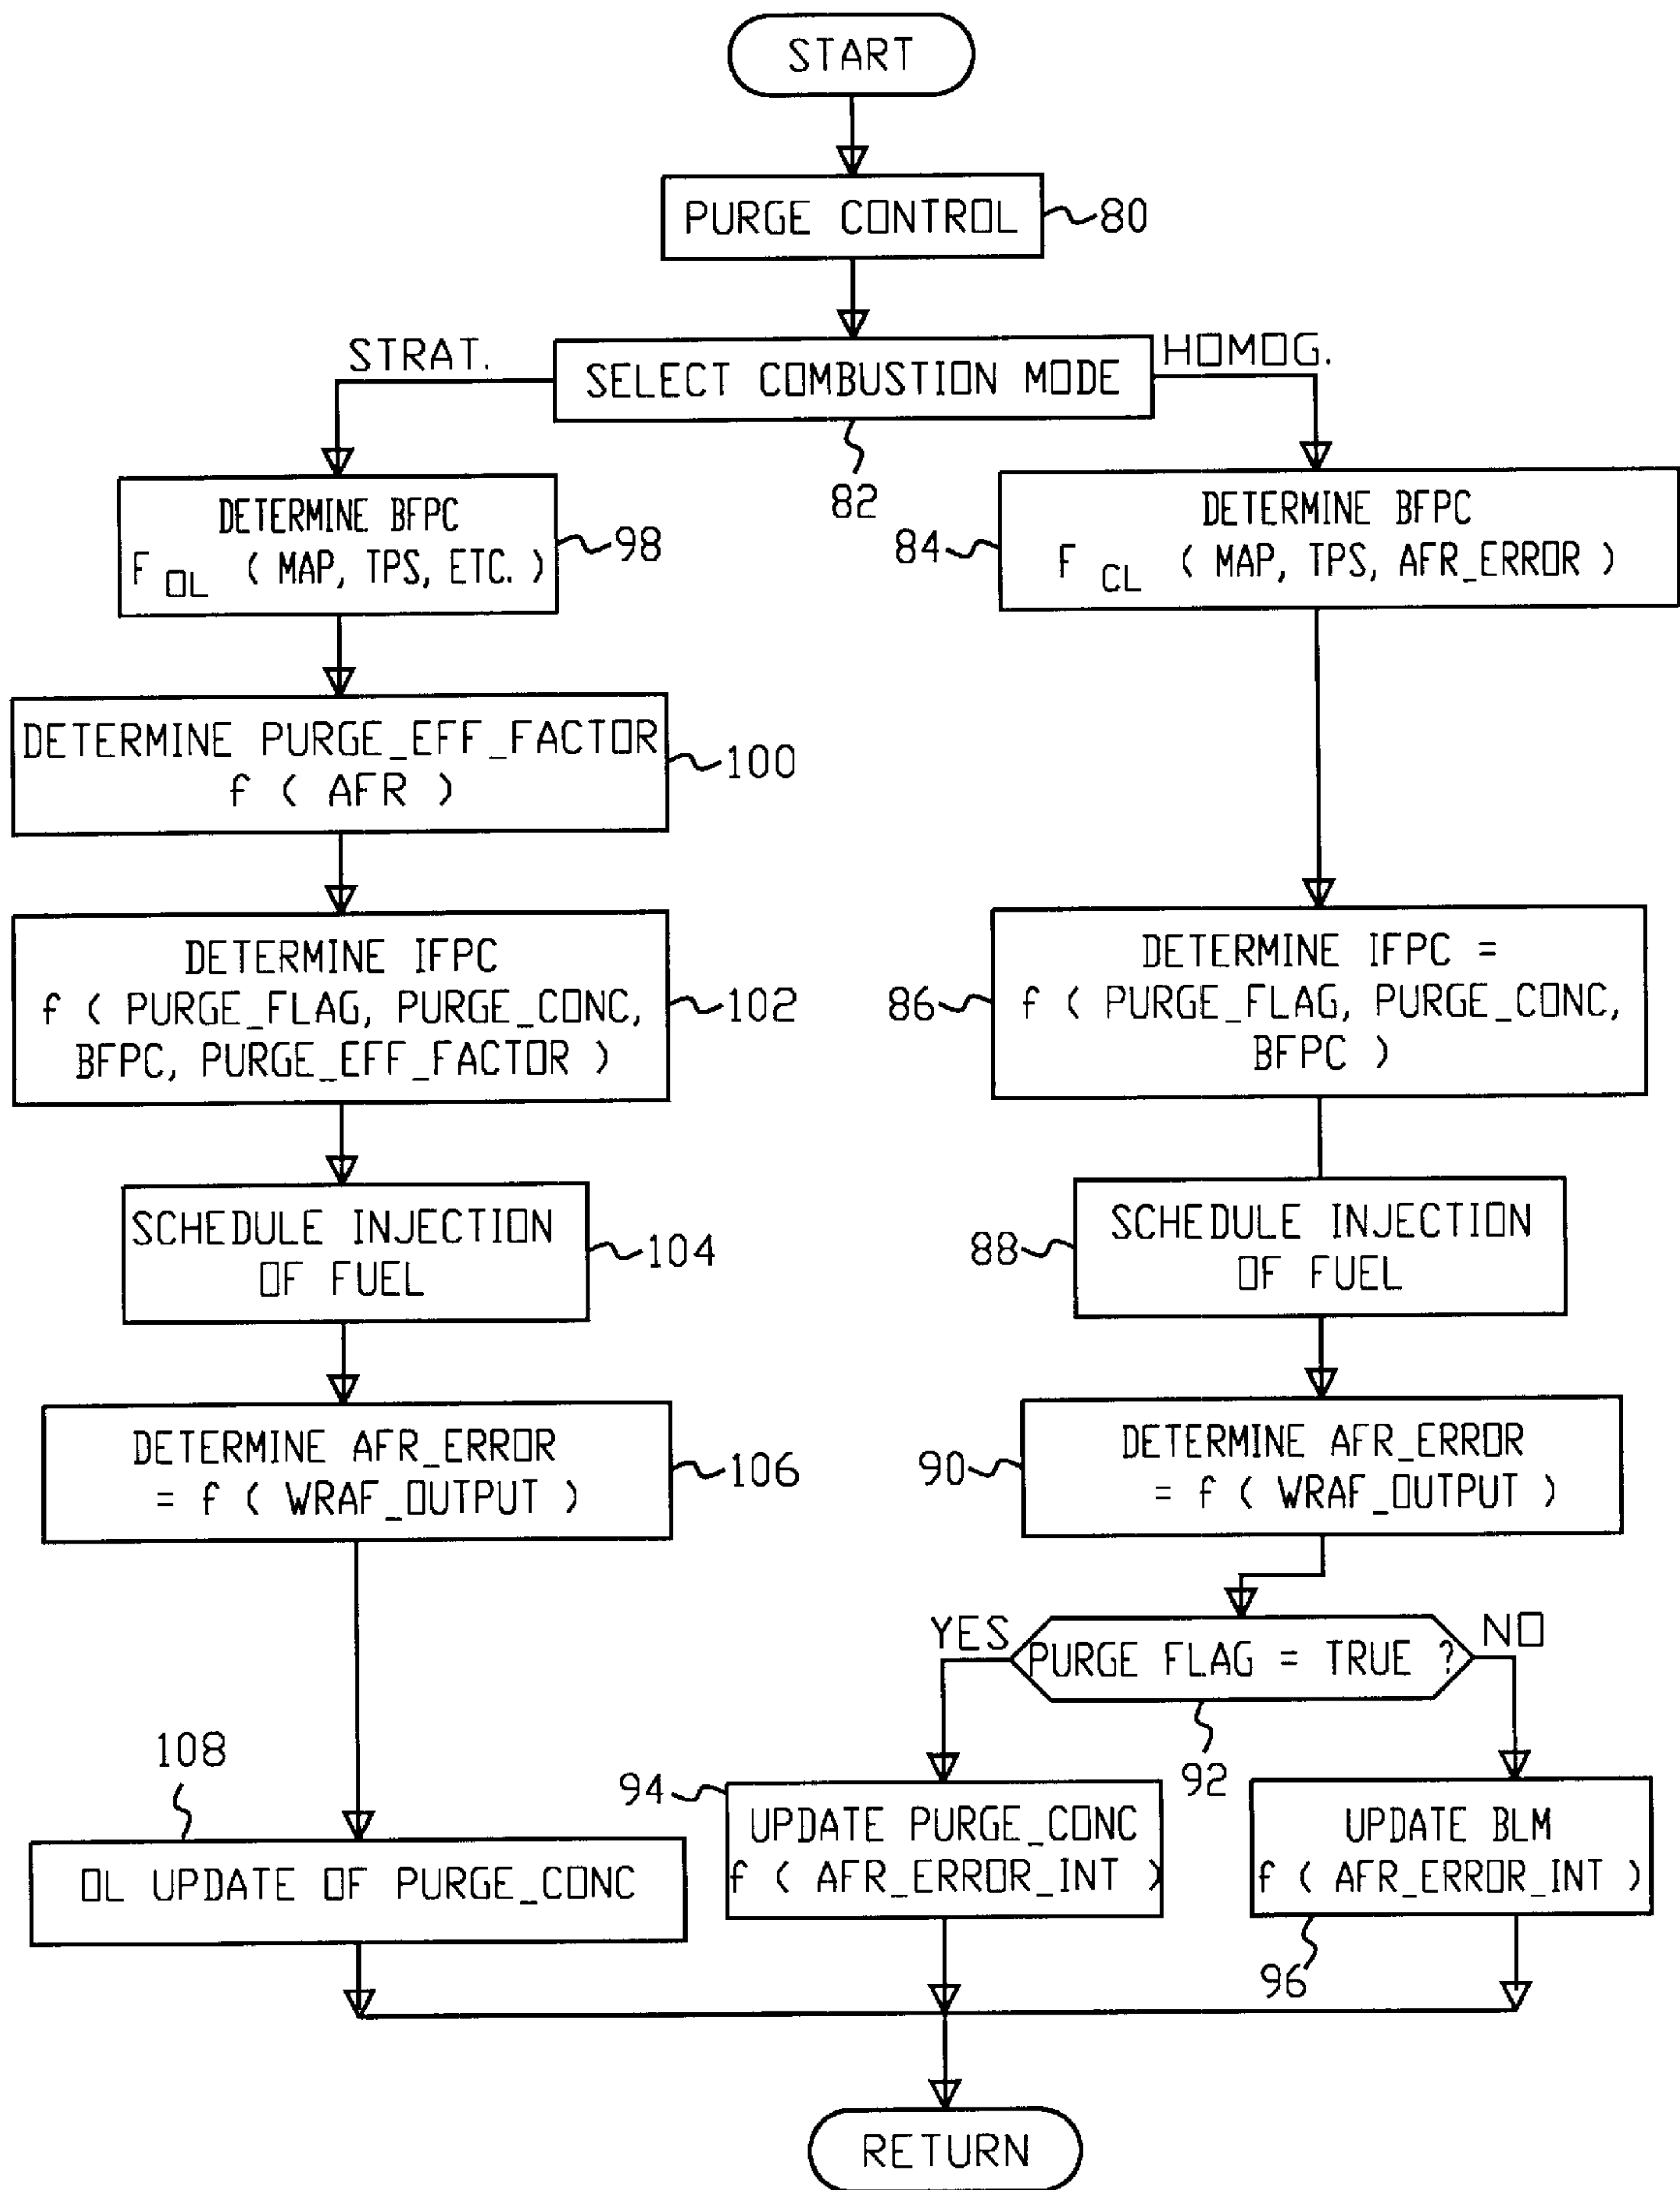 START
PURGE CONTROL
80
STRAT.
HOMOG.
SELECT COMBUSTION MODE
82
DETERMINE BFPC
F OL ( MAP, TPS, ETC. )
98
DETERMINE BFPC
F CL ( MAP, TPS, AFR_ERROR )
84
DETERMINE PURGE_EFF_FACTOR
f ( AFR )
100
DETERMINE IFPC
f ( PURGE_FLAG, PURGE_CONC,
BFPC, PURGE_EFF_FACTOR )
102
DETERMINE IFPC =
f ( PURGE_FLAG, PURGE_CONC,
BFPC )
86
SCHEDULE INJECTION
OF FUEL
104
SCHEDULE INJECTION
OF FUEL
88
DETERMINE AFR_ERROR
= f ( WRAF_OUTPUT )
106
DETERMINE AFR_ERROR
= f ( WRAF_OUTPUT )
90
YES
PURGE FLAG = TRUE ?
NO
92
108
OL UPDATE OF PURGE_CONC
94
UPDATE PURGE_CONC
f ( AFR_ERROR_INT )
UPDATE BLM
f ( AFR_ERROR_INT )
96
RETURN